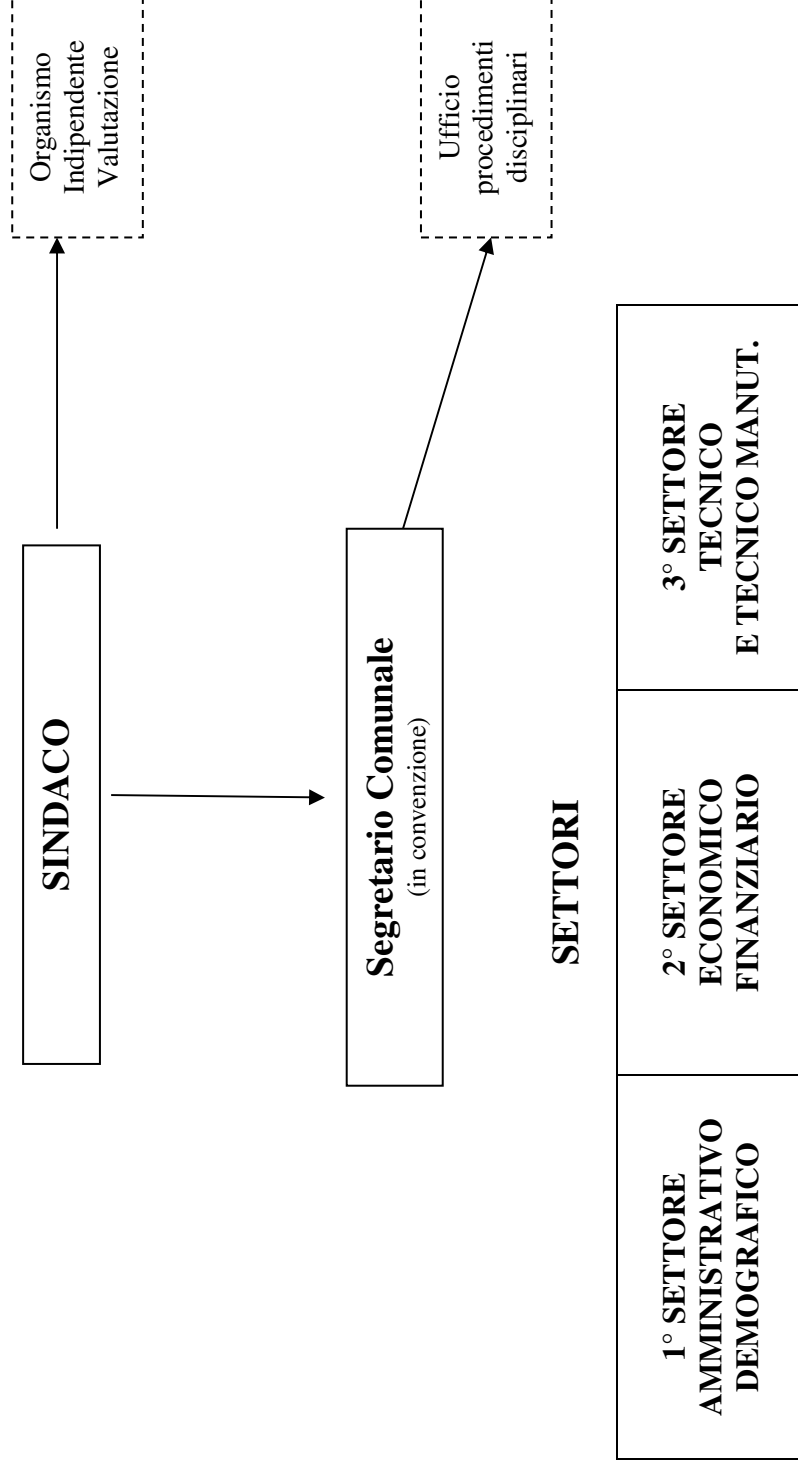 SINDACO
Organismo
Indipendente
Valutazione
Segretario Comunale
(in convenzione)
Ufficio
procedimenti
disciplinari
SETTORI
1° SETTORE
AMMINISTRATIVO
DEMOGRAFICO
2° SETTORE
ECONOMICO
FINANZIARIO
3° SETTORE
TECNICO
E TECNICO MANUT.